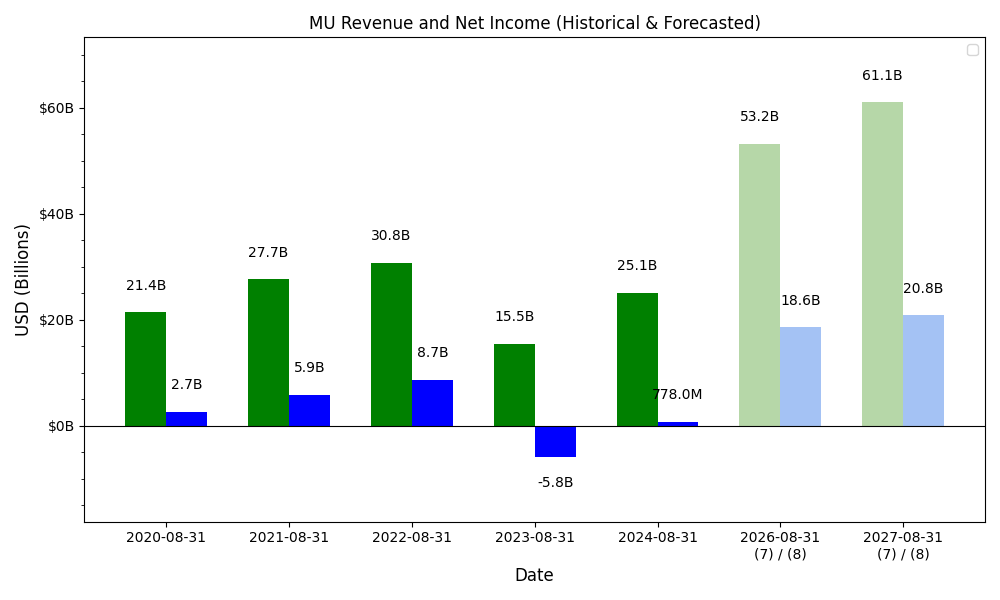 MU Revenue and Net Income (Historical & Forecasted)
USD (Billions)
$60B
$40B
$20B
$0B
21.4B
2.7B
27.7B
5.9B
30.8B
8.7B
15.5B
-5.8B
25.1B
778.0M
53.2B
18.6B
61.1B
20.8B
2020-08-31
2021-08-31
2022-08-31
2023-08-31
2024-08-31
2026-08-31
(7) / (8)
2027-08-31
(7) / (8)
Date